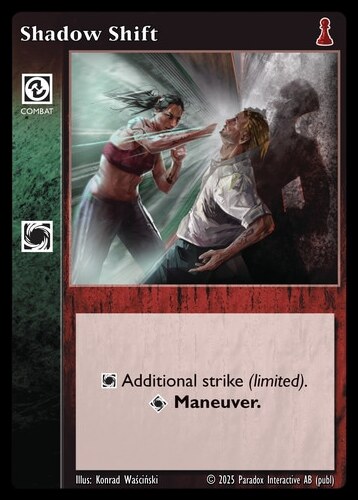 Shadow Shift
COMBAT
Additional strike (limited).
Maneuver.
Illus: Konrad Waściński © 2025 Paradox Interactive AB (publ)